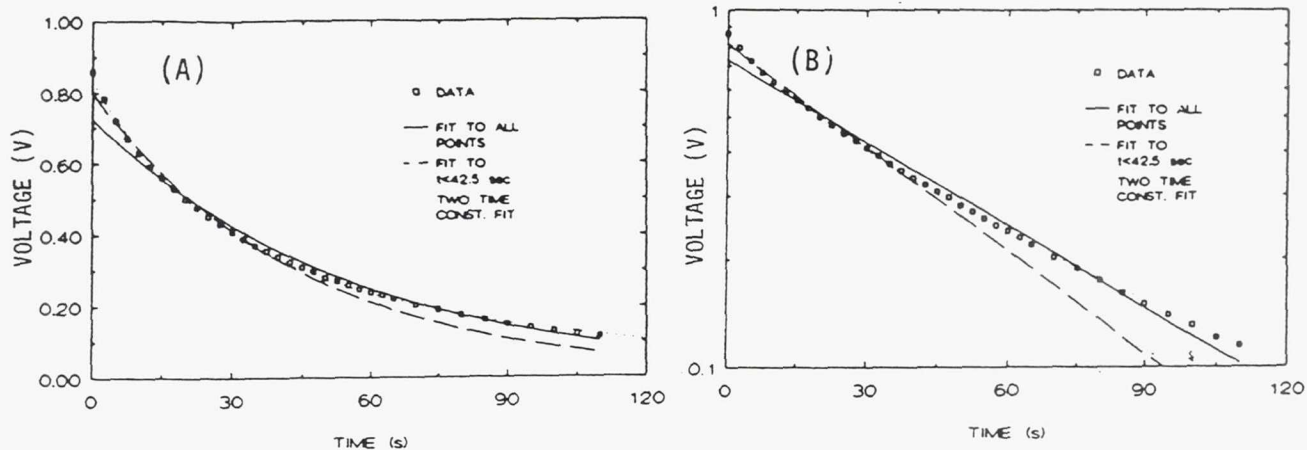 (A)
1.00
0.80
0.60
0.40
0.20
0.00
VOLTAGE (V)
□ DATA
— FIT TO ALL
POINTS
-- FIT TO
t<42.5 sec
TWO TIME
CONST. FIT
0 30 60 90 120
TIME (s)
(B)
1
0.1
VOLTAGE (V)
□ DATA
— FIT TO ALL
POINTS
-- FIT TO
t<42.5 sec
TWO TIME
CONST. FIT
0 30 60 90 120
TIME (s)